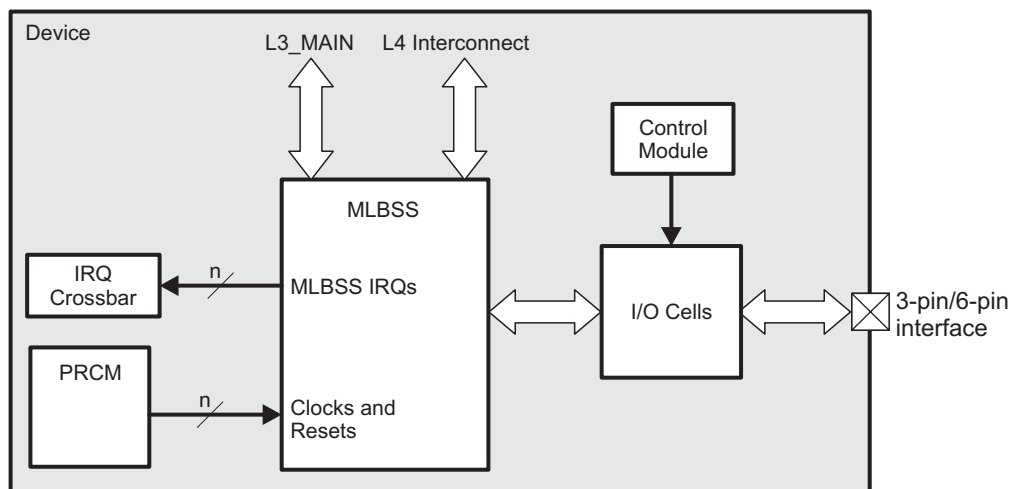 Device
L3_MAIN
L4 Interconnect
Control
Module
MLBSS
IRQ
Crossbar
n
MLBSS IRQs
I/O Cells
3-pin/6-pin
interface
PRCM
n
Clocks and
Resets